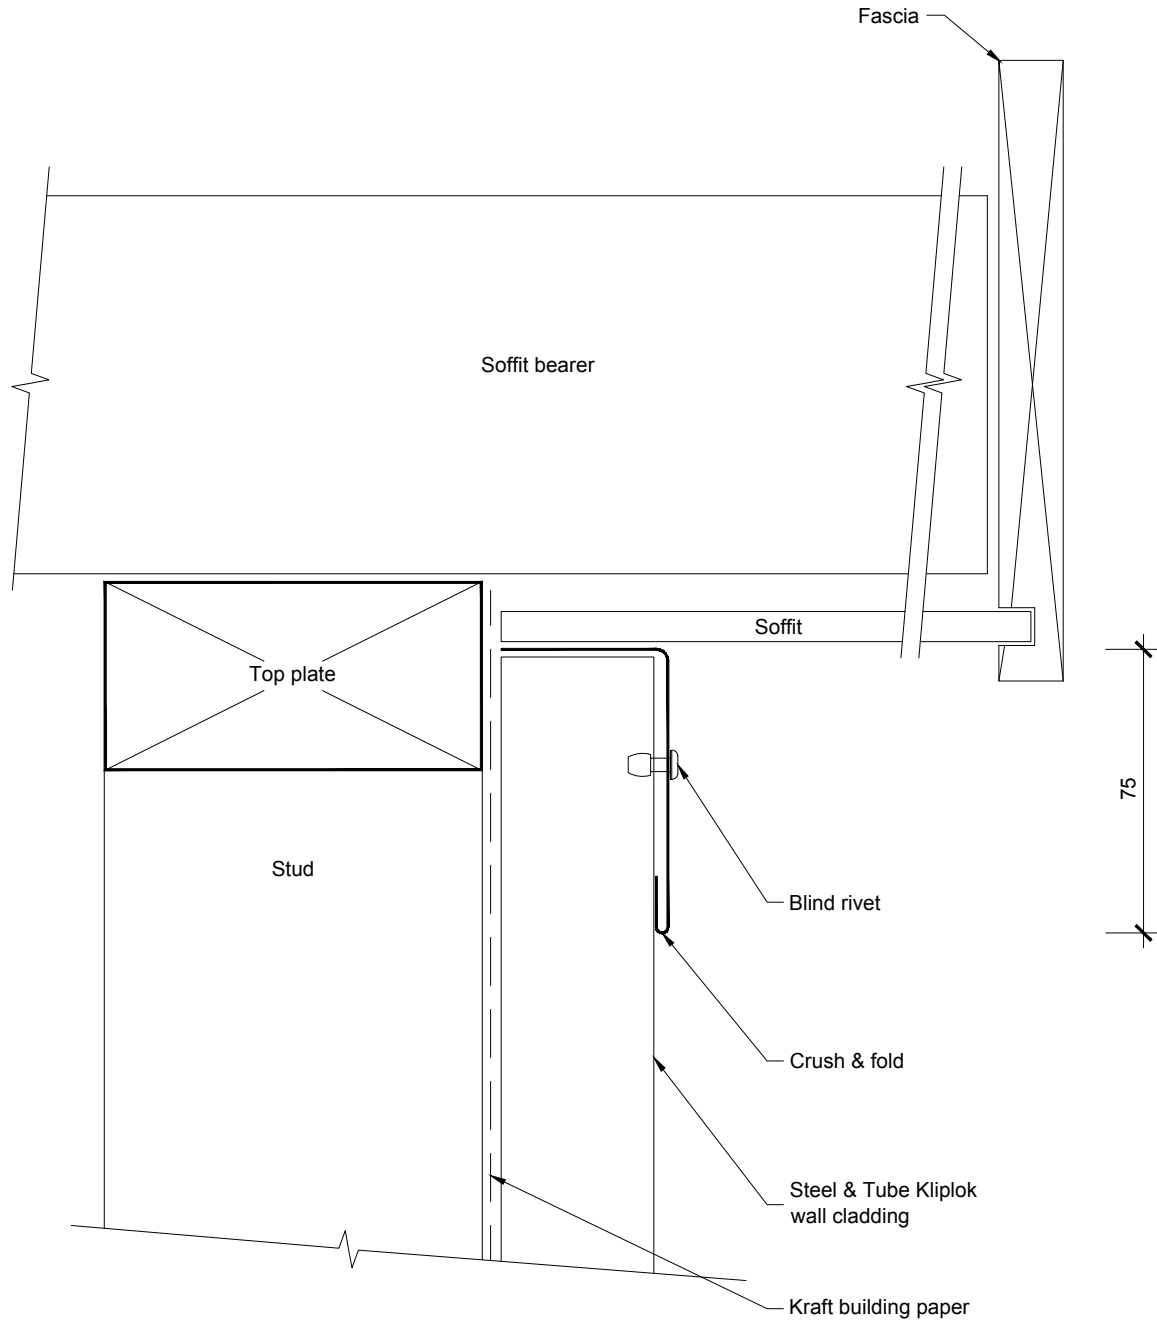 Fascia
Soffit bearer
Soffit
Top plate
75
Stud
Blind rivet
Crush & fold
Steel & Tube Kliplok
wall cladding
Kraft building paper